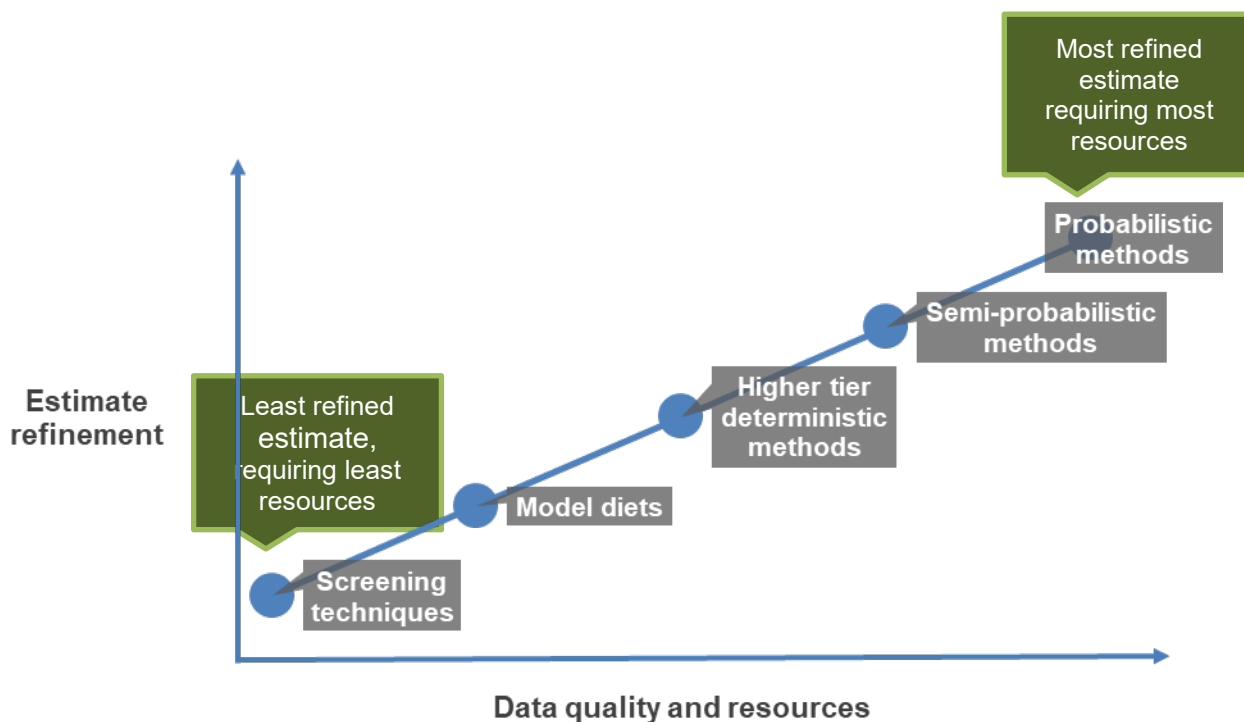 Most refined
estimate
requiring most
resources
Probabilistic
methods
Semi-probabilistic
methods
Higher tier
deterministic
methods
Estimate
refinement
Least refined
estimate,
requiring least
resources
Model diets
Screening
techniques
Data quality and resources